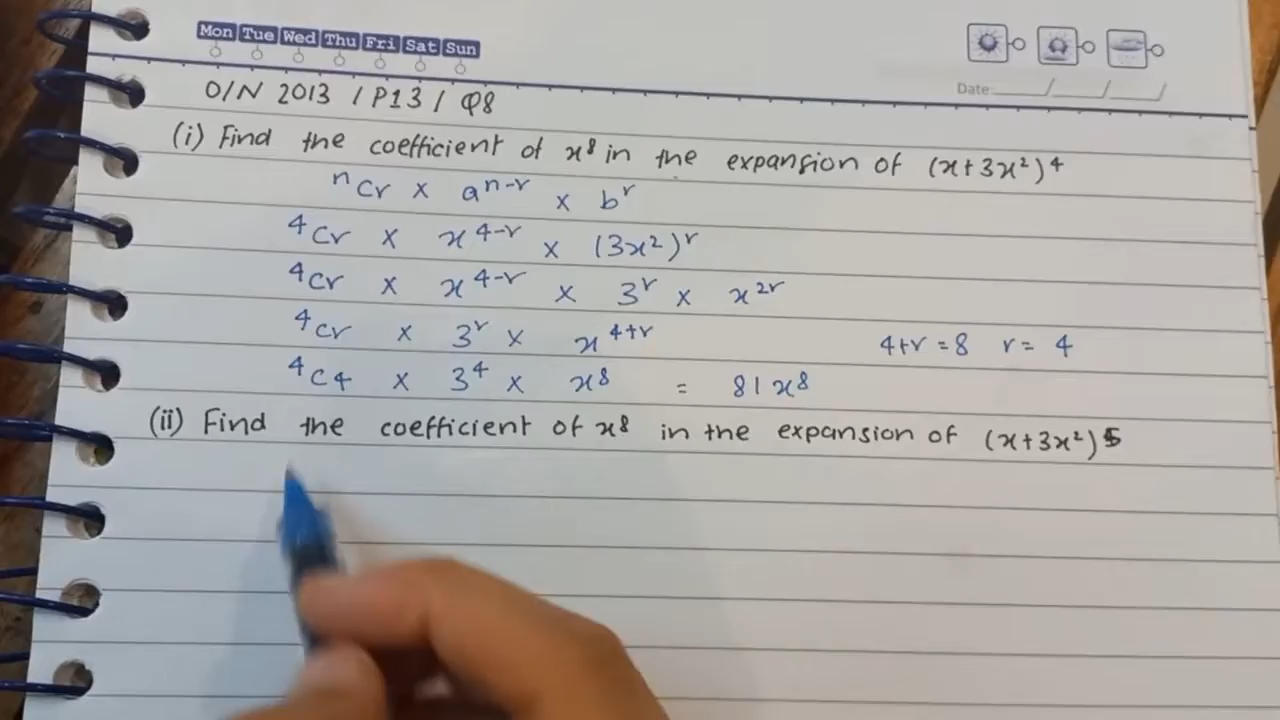 Mon Tue Wed Thu Fri Sat Sun
Date: / /
O/N 2013 / P13 / Q8
(i) Find the coefficient of x⁸ in the expansion of (x+3x²)⁴
ⁿCr × aⁿ⁻ʳ × bʳ
⁴Cr × x⁴⁻ʳ × (3x²)ʳ
⁴Cr × x⁴⁻ʳ × 3ʳ × x²ʳ
⁴Cr × 3ʳ × x⁴⁺ʳ 4+r = 8 r = 4
⁴C4 × 3⁴ × x⁸ = 81x⁸
(ii) Find the coefficient of x⁸ in the expansion of (x+3x²)⁵